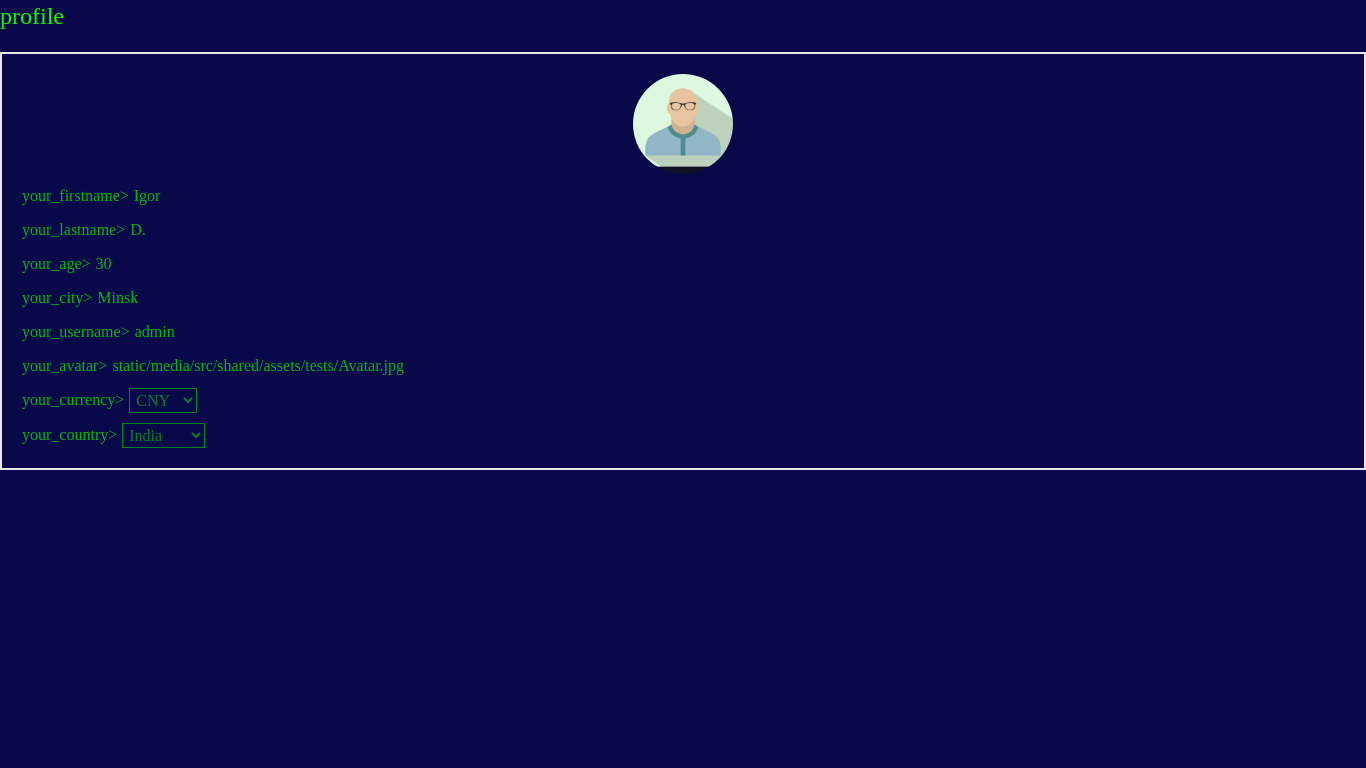 profile
your_firstname> Igor
your_lastname> D.
your_age> 30
your_city> Minsk
your_username> admin
your_avatar> static/media/src/shared/assets/tests/Avatar.jpg
your_currency> CNY
your_country> India